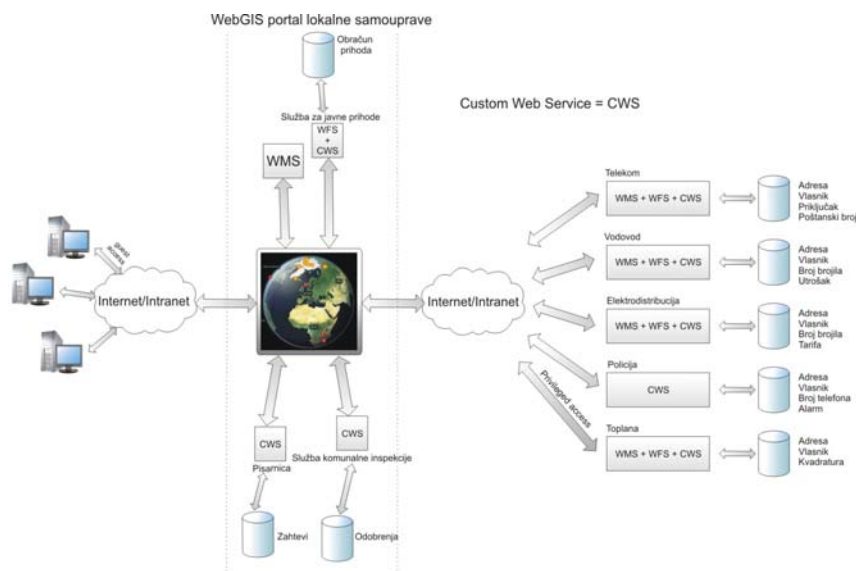 WebGIS portal lokalne samouprave
Obračun
prihoda
Custom Web Service = CWS
Služba za javne prihode
WFS
+
CWS
WMS
guest
access
Internet/Intranet
Internet/Intranet
Telekom
WMS + WFS + CWS
Adresa
Vlasnik
Priključak
Poštanski broj
Vodovod
WMS + WFS + CWS
Adresa
Vlasnik
Broj brojila
Utrošak
Elektrodistribucija
WMS + WFS + CWS
Adresa
Vlasnik
Broj brojila
Tarifa
Policija
CWS
Adresa
Vlasnik
Broj telefona
Alarm
Privileged access
Toplana
WMS + WFS + CWS
Adresa
Vlasnik
Kvadratura
CWS
Pisarnica
CWS
Služba komunalne inspekcije
Zahtevi
Odobrenja